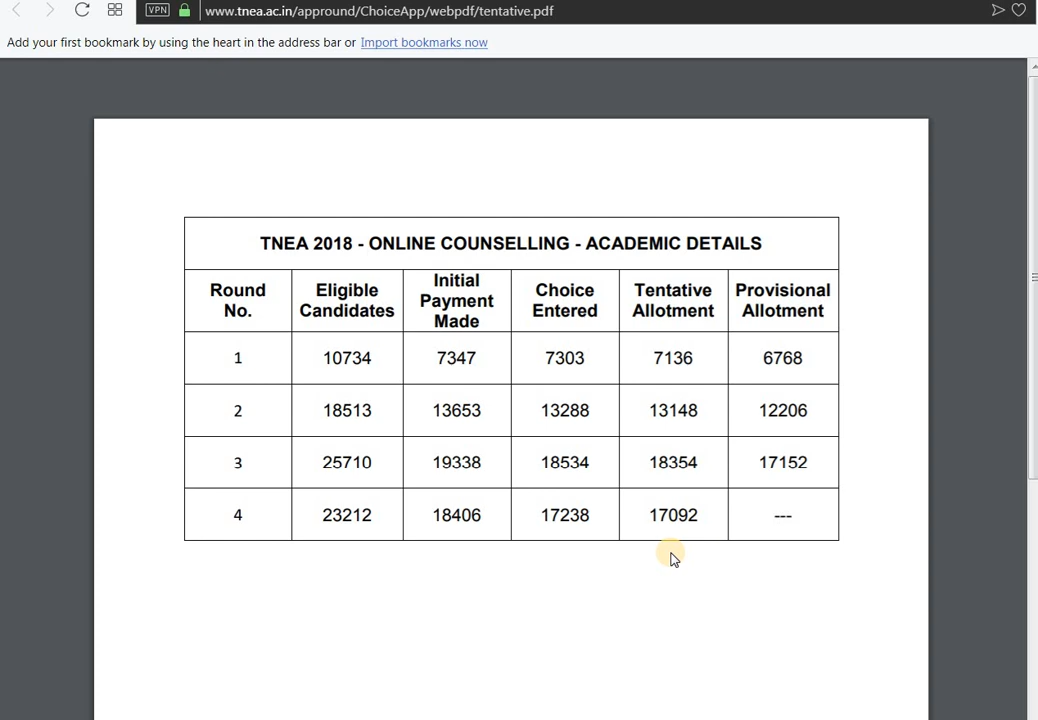 VPN www.tnea.ac.in/appround/ChoiceApp/webpdf/tentative.pdf
Add your first bookmark by using the heart in the address bar or Import bookmarks now
TNEA 2018 - ONLINE COUNSELLING - ACADEMIC DETAILS
Round No. Eligible Candidates Initial Payment Made Choice Entered Tentative Allotment Provisional Allotment
1 10734 7347 7303 7136 6768
2 18513 13653 13288 13148 12206
3 25710 19338 18534 18354 17152
4 23212 18406 17238 17092 ---